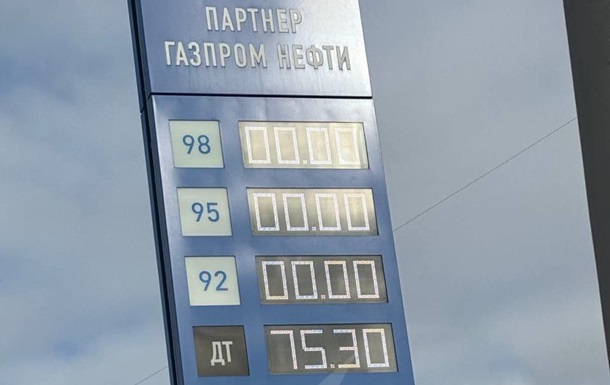 ПАРТНЕР
ГАЗПРОМ НЕФТИ
98 00.00
95 00.00
92 00.00
ДТ 75.30